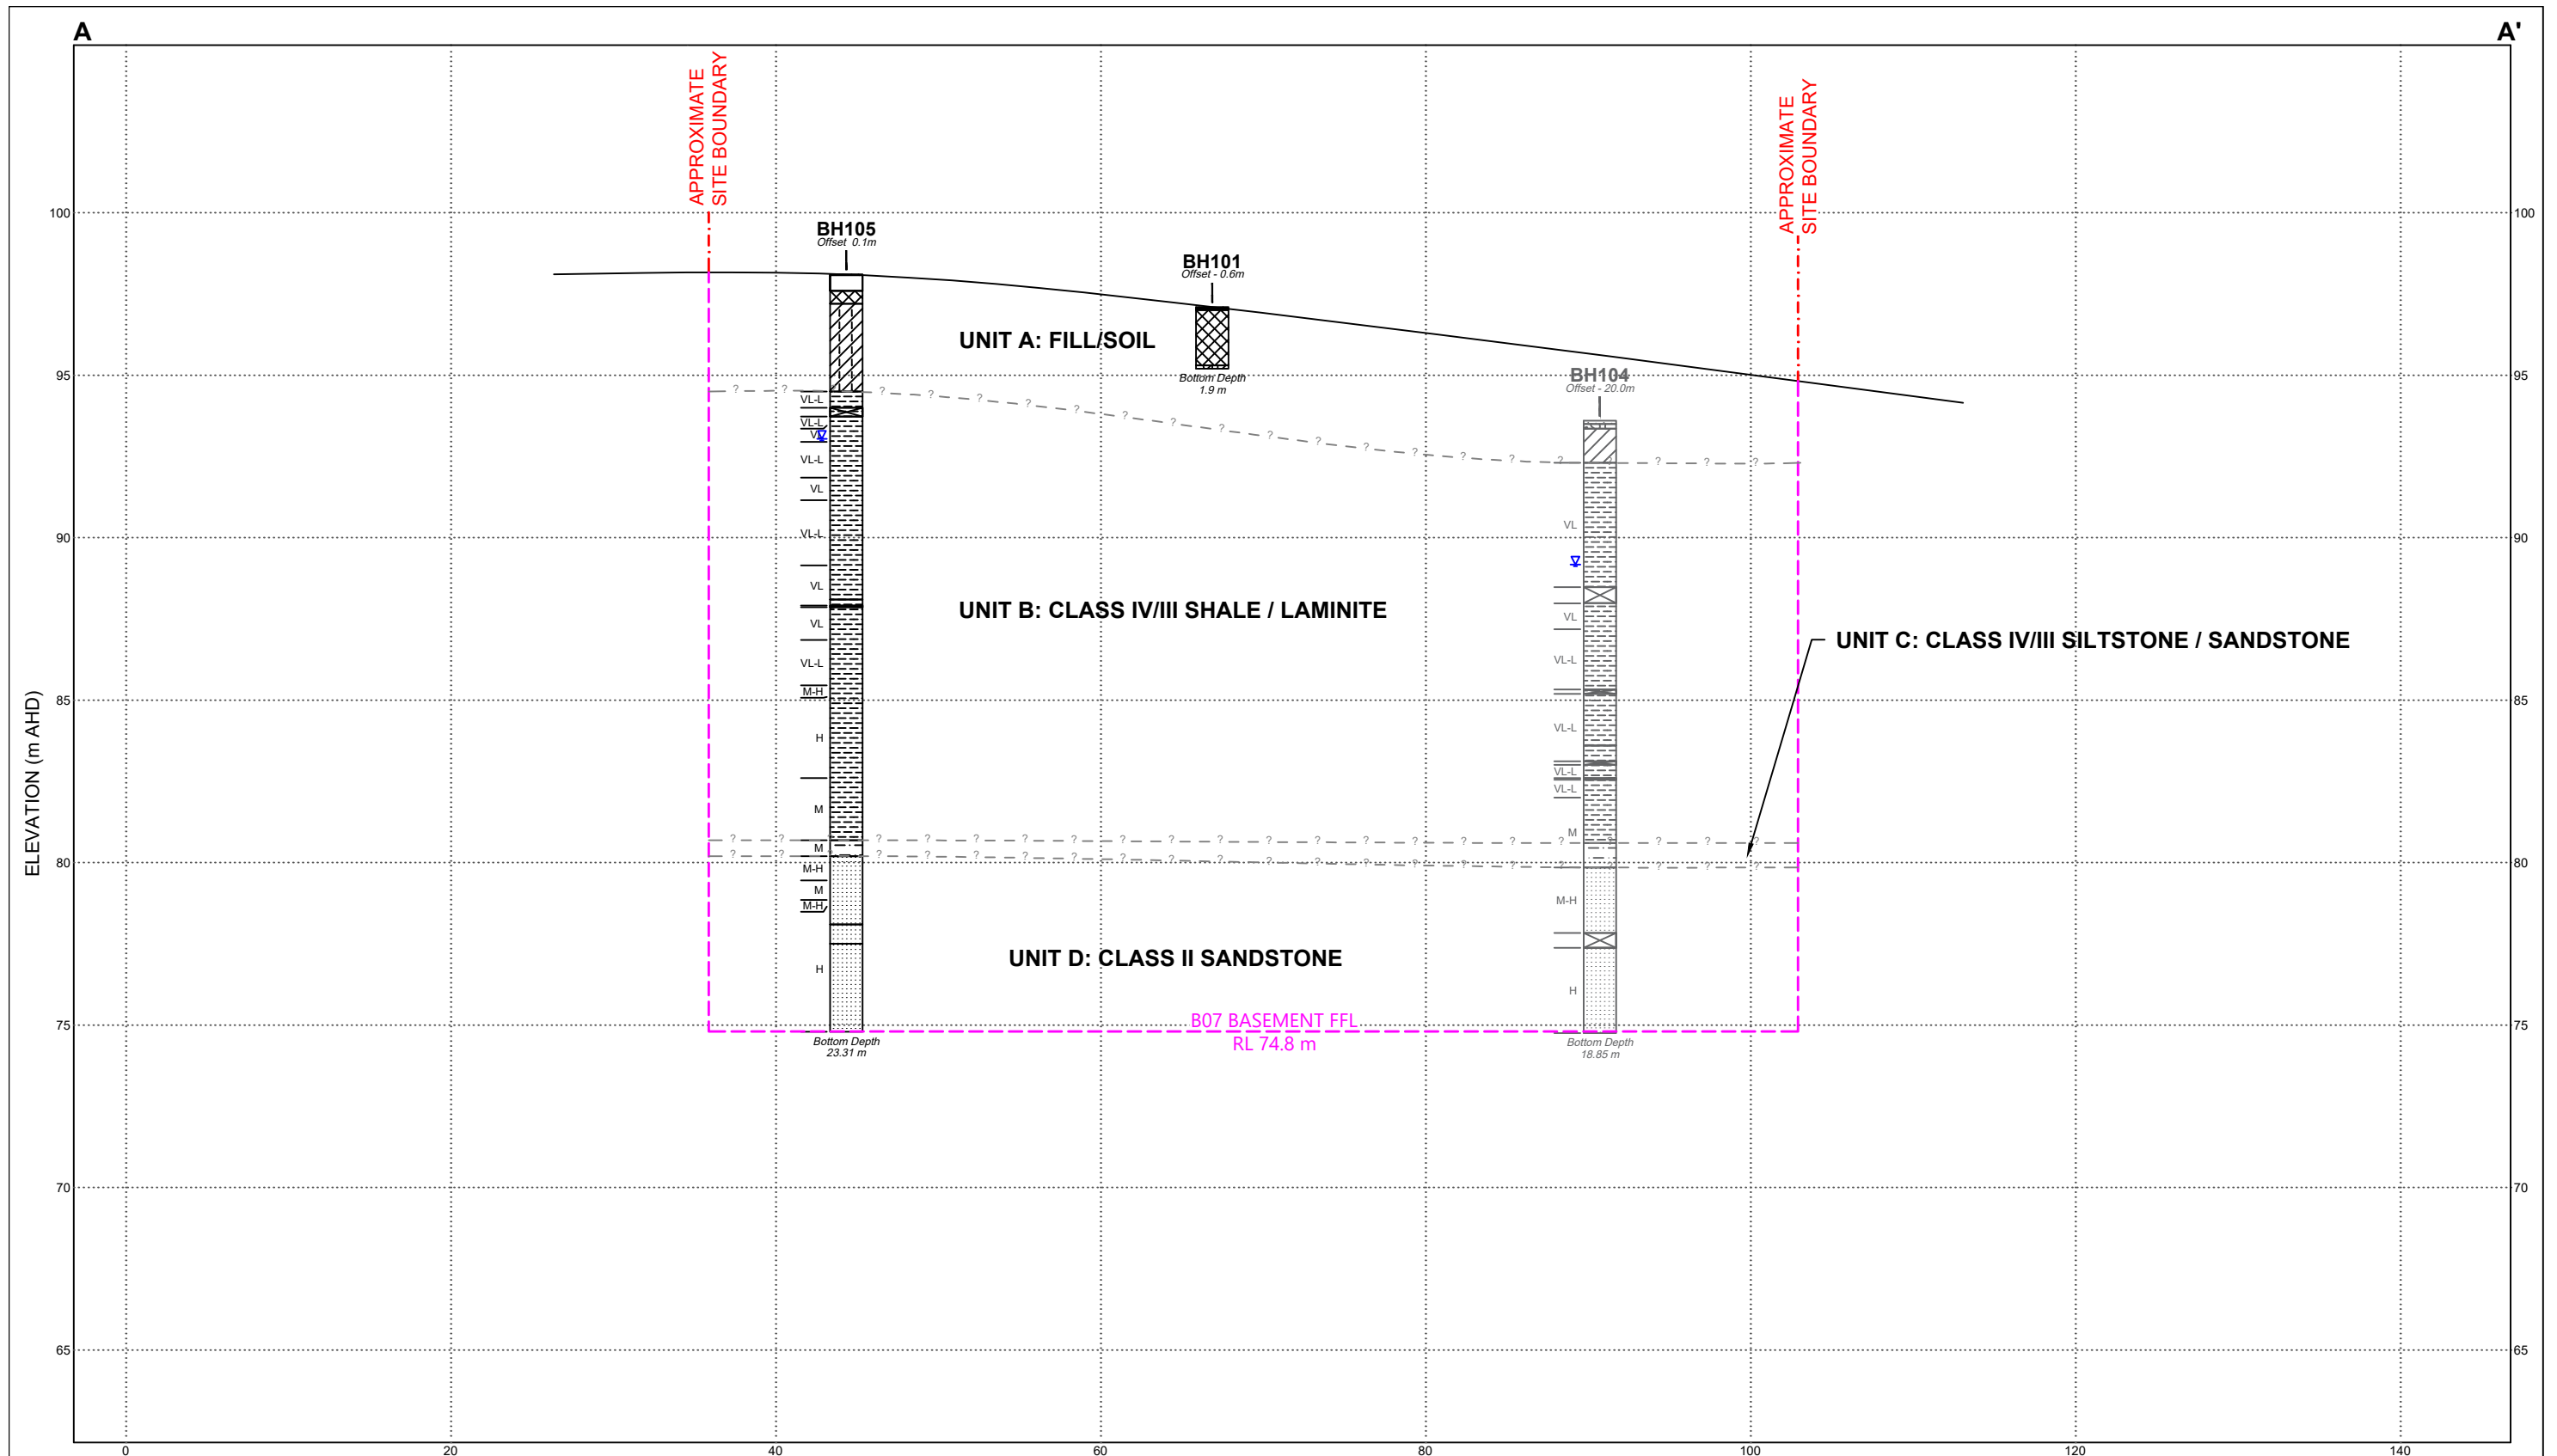 A
A'
APPROXIMATE
SITE BOUNDARY
APPROXIMATE
SITE BOUNDARY
100
100
BH105
Offset 0.1m
BH101
Offset - 0.6m
UNIT A: FILL/SOIL
Bottom Depth
1.9 m
95
95
BH104
Offset - 20.0m
VL-L
VL-L
VL
VL-L
VL
VL-L
90
90
VL
VL
UNIT B: CLASS IV/III SHALE / LAMINITE
VL
VL
UNIT C: CLASS IV/III SILTSTONE / SANDSTONE
VL-L
VL-L
M-H
85
85
ELEVATION (m AHD)
H
VL-L
VL-L
VL-L
M
M
M
80
80
M-H
M
M-H
M-H
UNIT D: CLASS II SANDSTONE
H
H
75
75
B07 BASEMENT FFL
RL 74.8 m
Bottom Depth
23.31 m
Bottom Depth
18.85 m
70
70
65
65
0
20
40
60
80
100
120
140